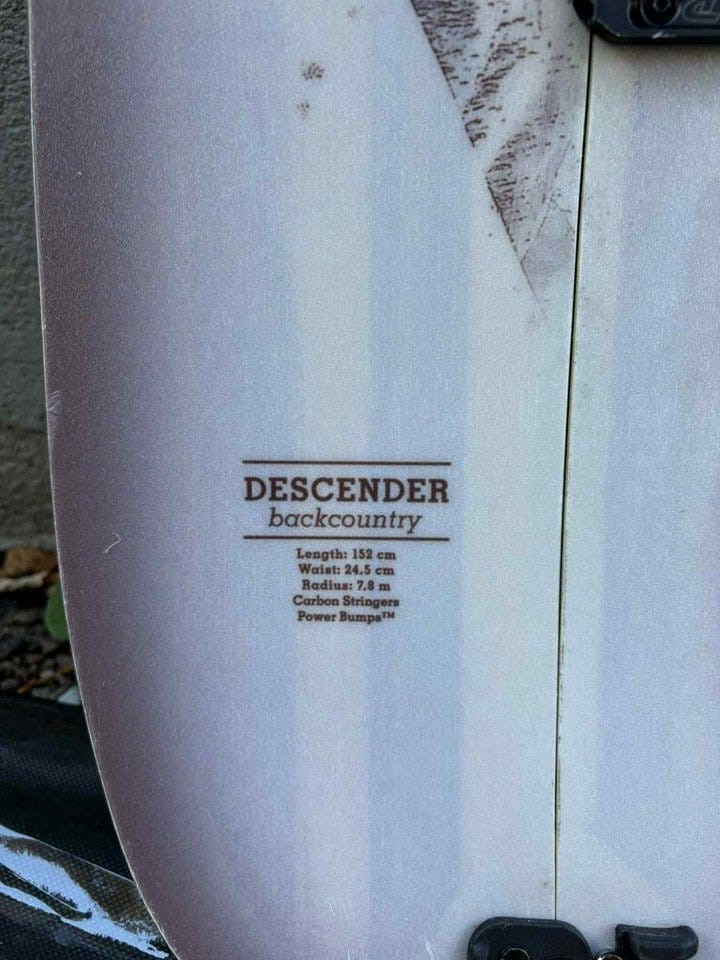 DESCENDER
backcountry
Length: 152 cm
Waist: 24.5 cm
Radius: 7.8 m
Carbon Stringers
Power Bumps™